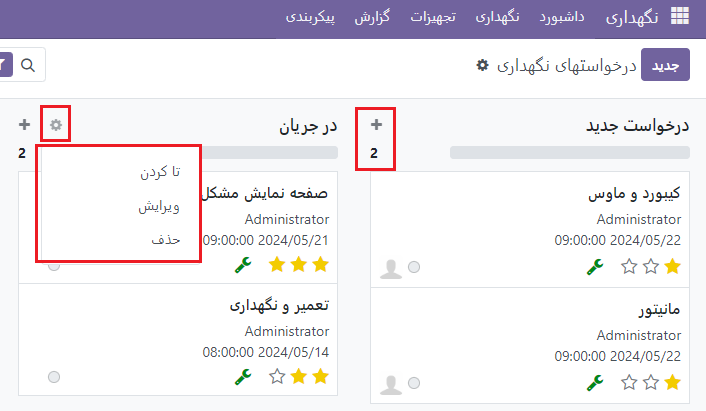 نگهداری داشبورد نگهداری تجهیزات گزارش پیکربندی
جدید درخواستهای نگهداری
درخواست جدید
2
کیبورد و ماوس
Administrator
2024/05/22 09:00:00
مانیتور
Administrator
2024/05/22 09:00:00
در جریان
2
تا کردن
ویرایش
حذف
صفحه نمایش مشکل
Administrator
2024/05/21 09:00:00
تعمیر و نگهداری
Administrator
2024/05/14 08:00:00